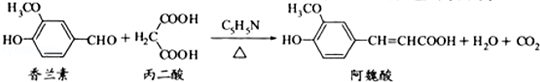 H₃CO COOH C₅H₅N H₃CO
HO CHO + H₂C △ HO CH=CHCOOH + H₂O + CO₂
COOH
香兰素 丙二酸 阿魏酸